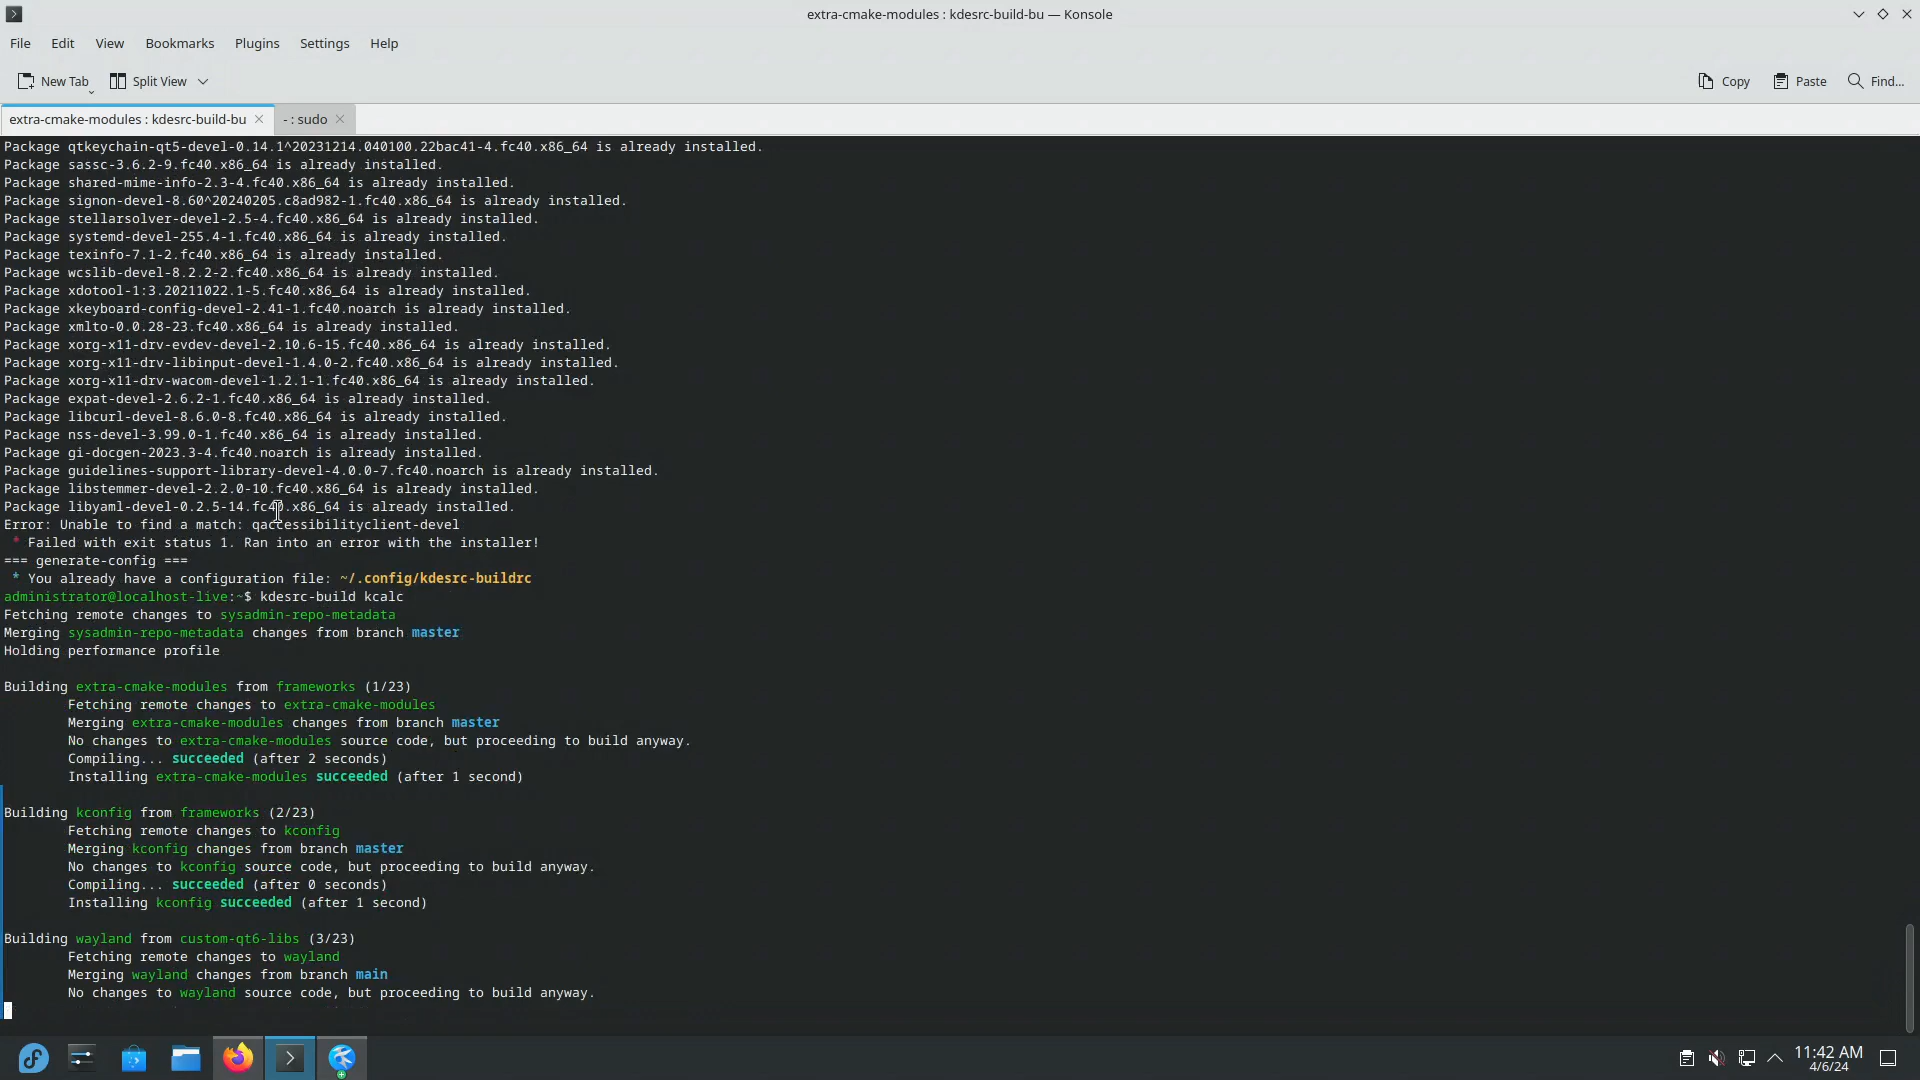 extra-cmake-modules : kdesrc-build-bu — Konsole
File Edit View Bookmarks Plugins Settings Help
New Tab Split View Copy Paste Find...
extra-cmake-modules : kdesrc-build-bu - : sudo
Package qtkeychain-qt5-devel-0.14.1^20231214.040100.22bac41-4.fc40.x86_64 is already installed.
Package sassc-3.6.2-9.fc40.x86_64 is already installed.
Package shared-mime-info-2.3-4.fc40.x86_64 is already installed.
Package signon-devel-8.60^20240205.c8ad982-1.fc40.x86_64 is already installed.
Package stellarsolver-devel-2.5-4.fc40.x86_64 is already installed.
Package systemd-devel-255.4-1.fc40.x86_64 is already installed.
Package texinfo-7.1-2.fc40.x86_64 is already installed.
Package wcslib-devel-8.2.2-2.fc40.x86_64 is already installed.
Package xdotool-1:3.20211022.1-5.fc40.x86_64 is already installed.
Package xkeyboard-config-devel-2.41-1.fc40.noarch is already installed.
Package xmlto-0.0.28-23.fc40.x86_64 is already installed.
Package xorg-x11-drv-evdev-devel-2.10.6-15.fc40.x86_64 is already installed.
Package xorg-x11-drv-libinput-devel-1.4.0-2.fc40.x86_64 is already installed.
Package xorg-x11-drv-wacom-devel-1.2.1-1.fc40.x86_64 is already installed.
Package expat-devel-2.6.2-1.fc40.x86_64 is already installed.
Package libcurl-devel-8.6.0-8.fc40.x86_64 is already installed.
Package nss-devel-3.99.0-1.fc40.x86_64 is already installed.
Package gi-docgen-2023.3-4.fc40.noarch is already installed.
Package guidelines-support-library-devel-4.0.0-7.fc40.noarch is already installed.
Package libstemmer-devel-2.2.0-10.fc40.x86_64 is already installed.
Package libyaml-devel-0.2.5-14.fc40.x86_64 is already installed.
Error: Unable to find a match: qaccessibilityclient-devel
* Failed with exit status 1. Ran into an error with the installer!
=== generate-config ===
* You already have a configuration file: ~/.config/kdesrc-buildrc
administrator@localhost-live:~$ kdesrc-build kcalc
Fetching remote changes to sysadmin-repo-metadata
Merging sysadmin-repo-metadata changes from branch master
Holding performance profile
Building extra-cmake-modules from frameworks (1/23)
Fetching remote changes to extra-cmake-modules
Merging extra-cmake-modules changes from branch master
No changes to extra-cmake-modules source code, but proceeding to build anyway.
Compiling... succeeded (after 2 seconds)
Installing extra-cmake-modules succeeded (after 1 second)
Building kconfig from frameworks (2/23)
Fetching remote changes to kconfig
Merging kconfig changes from branch master
No changes to kconfig source code, but proceeding to build anyway.
Compiling... succeeded (after 0 seconds)
Installing kconfig succeeded (after 1 second)
Building wayland from custom-qt6-libs (3/23)
Fetching remote changes to wayland
Merging wayland changes from branch main
No changes to wayland source code, but proceeding to build anyway.
11:42 AM
4/6/24